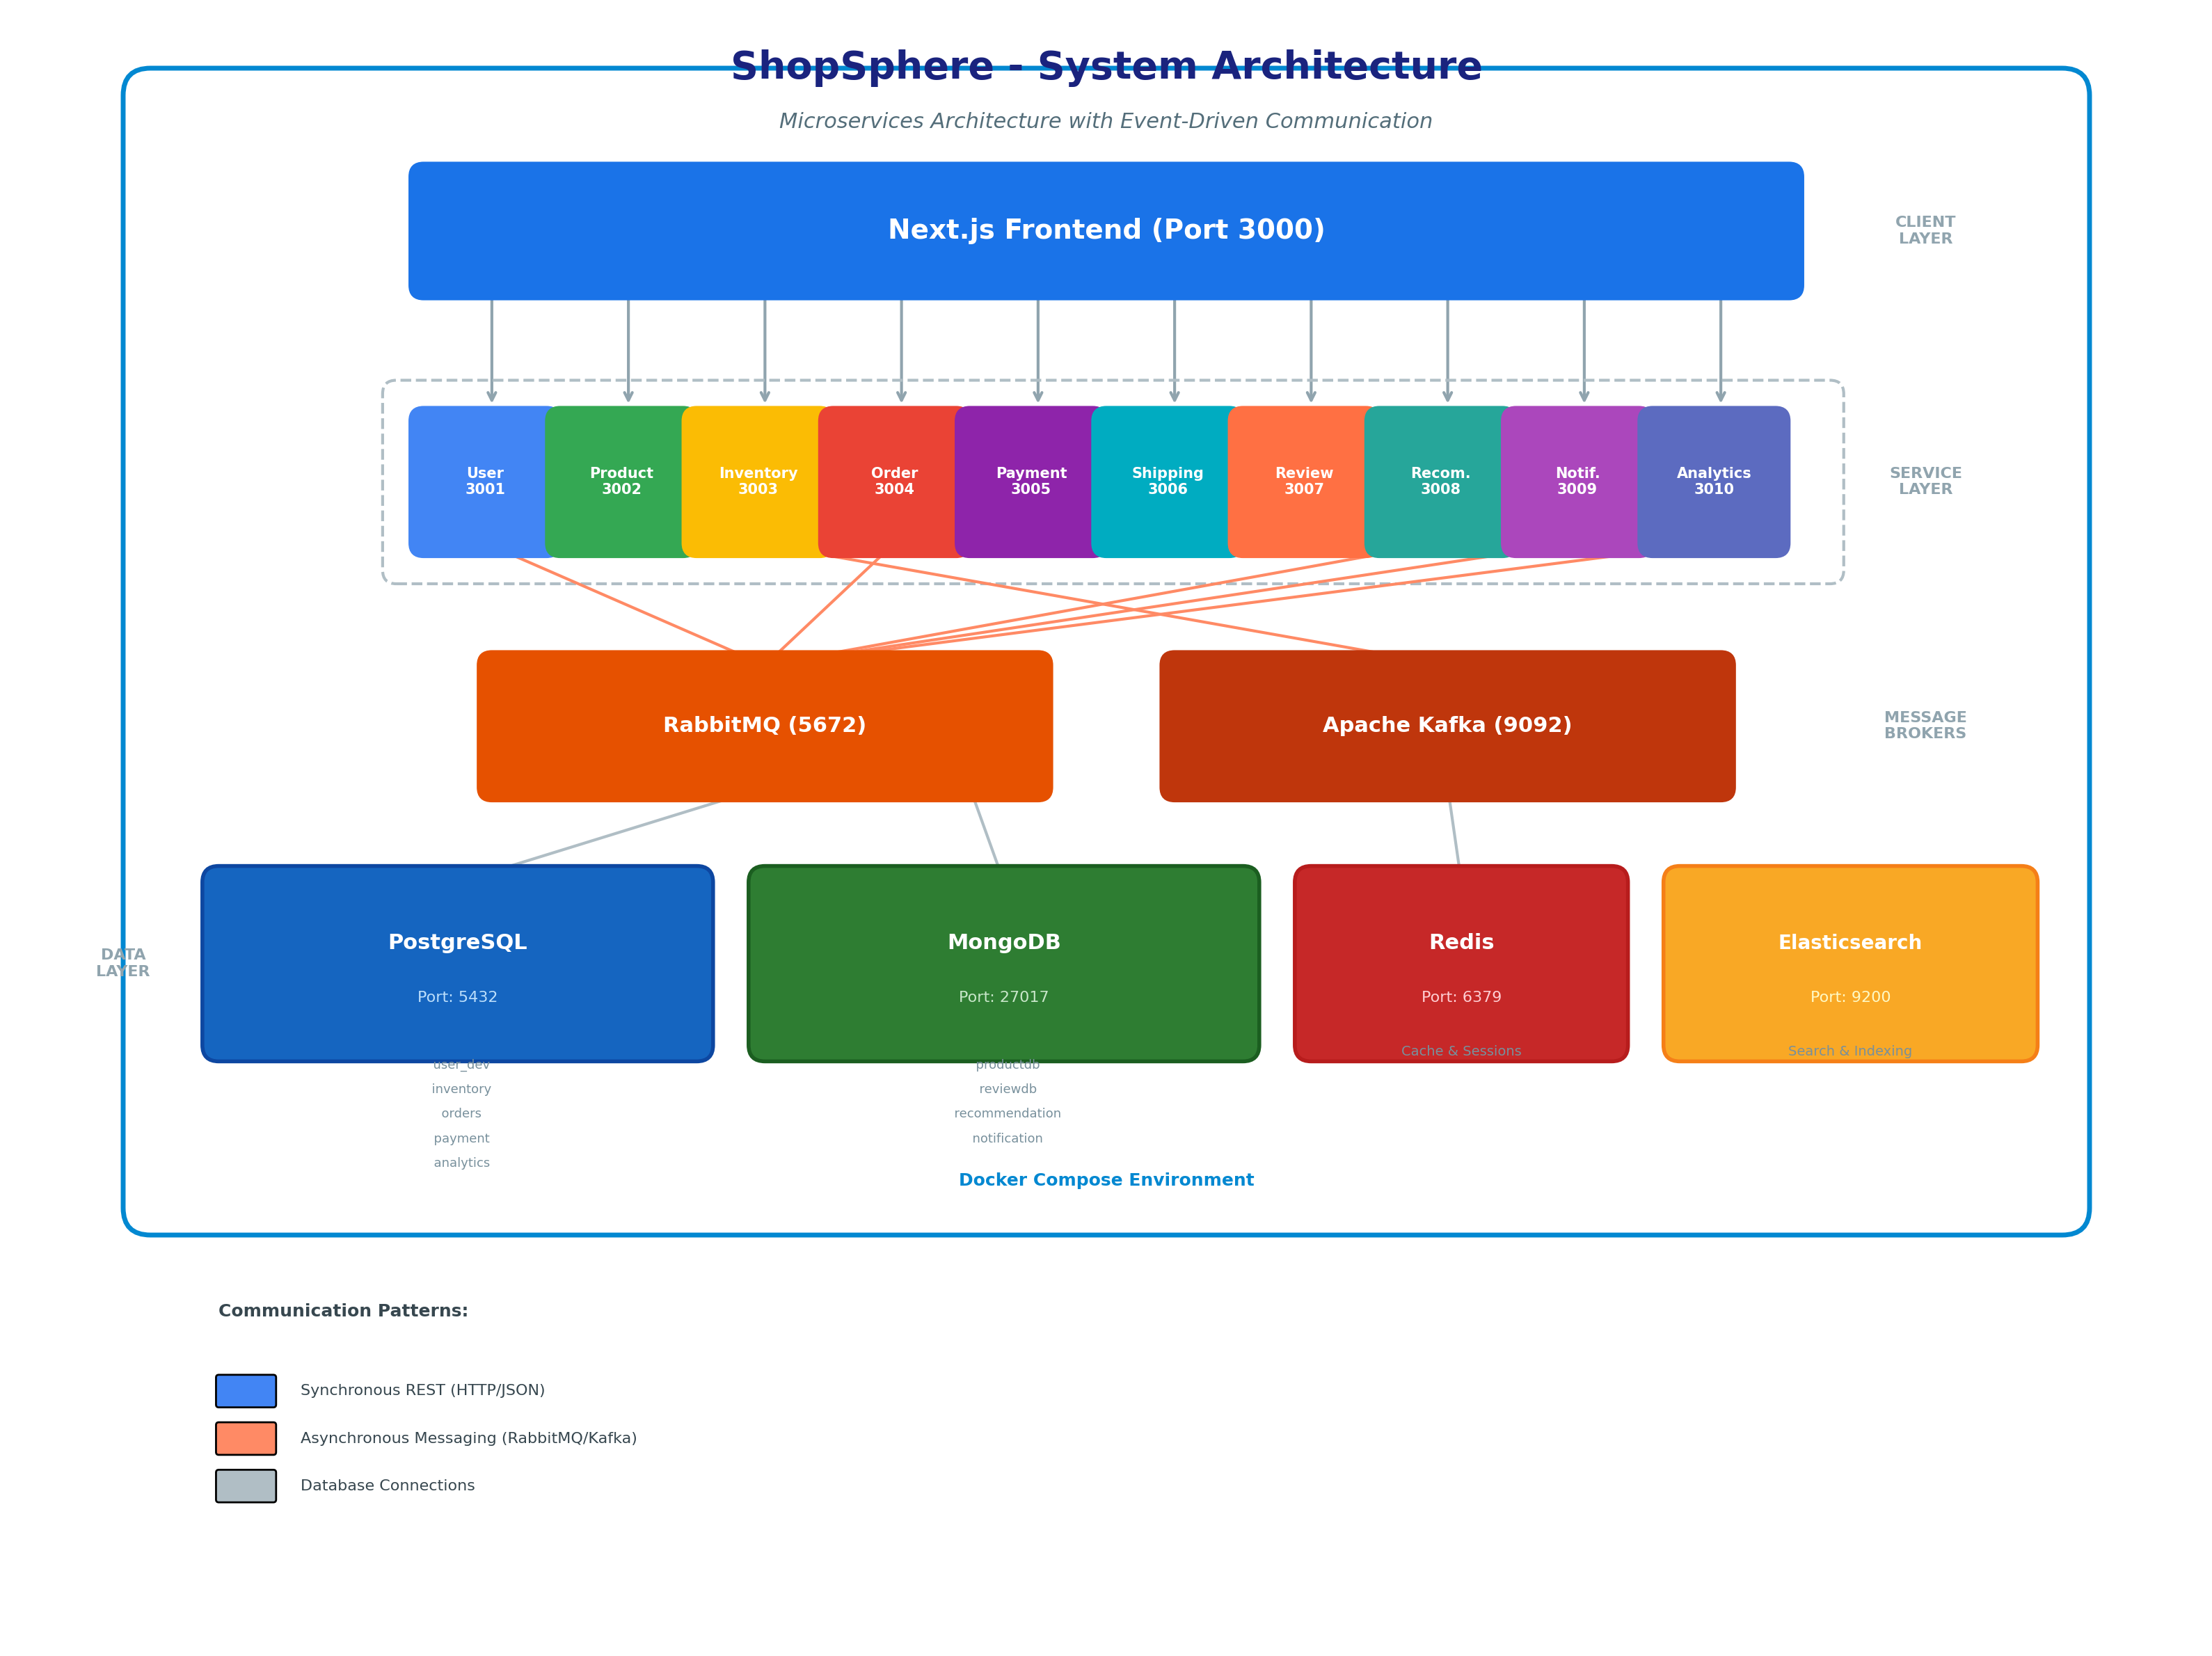 ShopSphere - System Architecture
Microservices Architecture with Event-Driven Communication
Next.js Frontend (Port 3000)
CLIENT
LAYER
User
3001
Product
3002
Inventory
3003
Order
3004
Payment
3005
Shipping
3006
Review
3007
Recom.
3008
Notif.
3009
Analytics
3010
SERVICE
LAYER
RabbitMQ (5672)
Apache Kafka (9092)
MESSAGE
BROKERS
DATA
LAYER
PostgreSQL
Port: 5432
user_dev
inventory
orders
payment
analytics
MongoDB
Port: 27017
productdb
reviewdb
recommendation
notification
Redis
Port: 6379
Cache & Sessions
Elasticsearch
Port: 9200
Search & Indexing
Docker Compose Environment
Communication Patterns:
Synchronous REST (HTTP/JSON)
Asynchronous Messaging (RabbitMQ/Kafka)
Database Connections